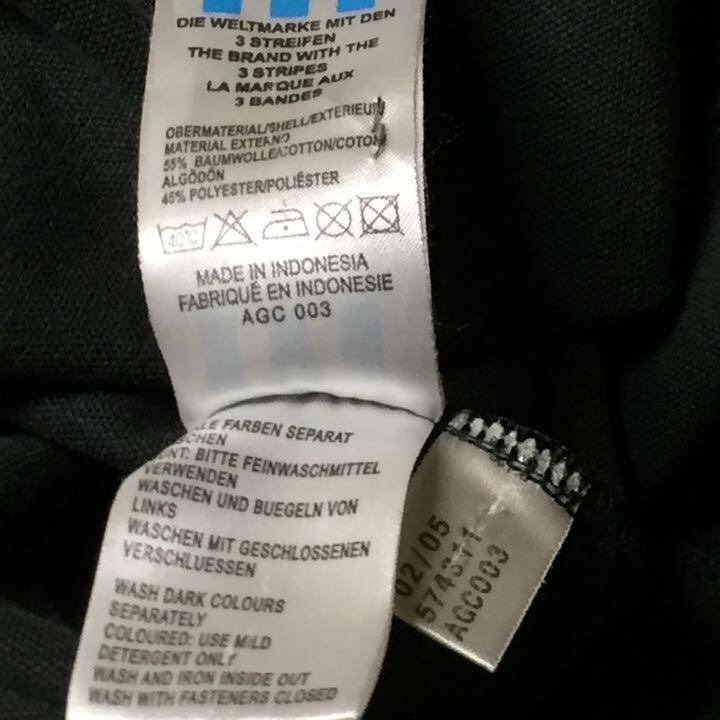 DIE WELTMARKE MIT DEN
3 STREIFEN
THE BRAND WITH THE
3 STRIPES
LA MARQUE AUX
3 BANDES
OBERMATERIAL/SHELL/EXTERIEUR
MATERIAL EXTERNO
55% BAUMWOLLE/COTTON/COTON
ALGODÓN
45% POLYESTER/POLIÉSTER
40°C
MADE IN INDONESIA
FABRIQUÉ EN INDONESIE
AGC 003
FARBEN SEPARAT
BITTE FEINWASCHMITTEL
VERWENDEN
WASCHEN UND BUEGELN VON
LINKS
WASCHEN MIT GESCHLOSSENEN
VERSCHLUESSEN
WASH DARK COLOURS
SEPARATELY
COLOURED: USE MILD
DETERGENT ONLY
WASH AND IRON INSIDE OUT
WASH WITH FASTENERS CLOSED
02/05
574311
AGC003